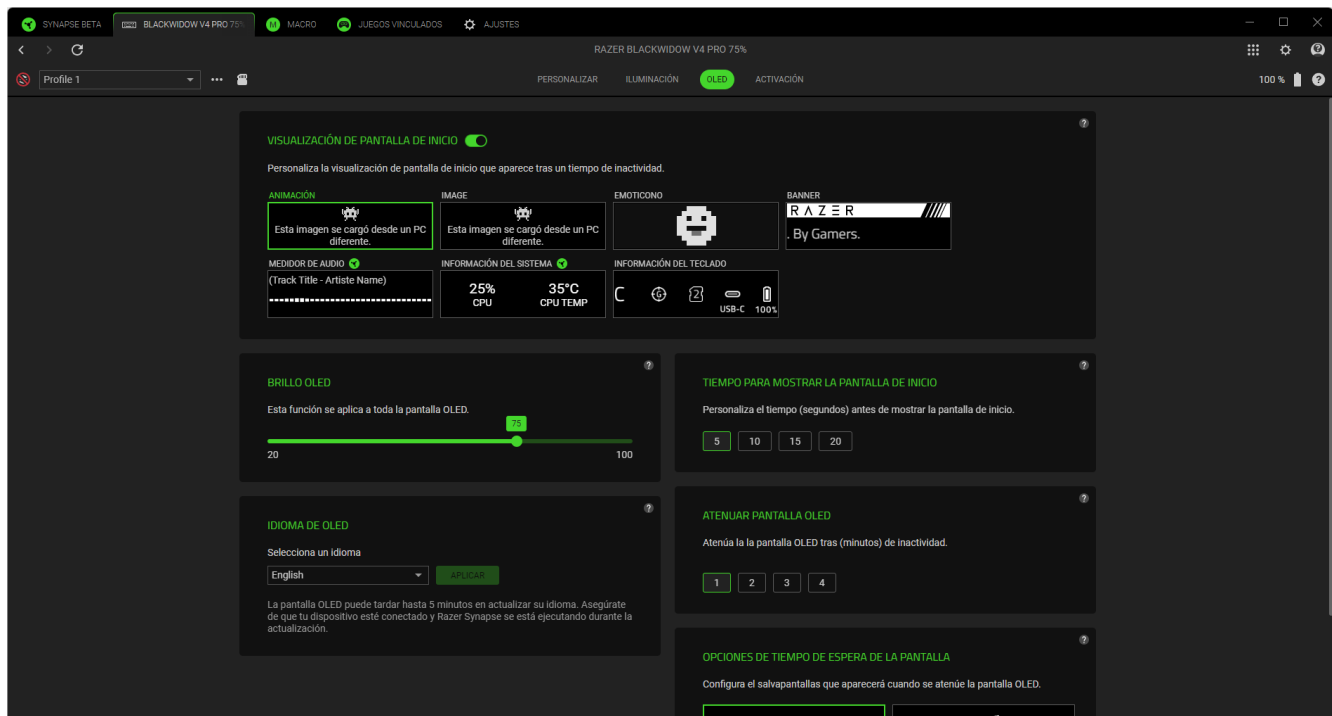 SYNAPSE BETA
BLACKWIDOW V4 PRO 75%
MACRO
JUEGOS VINCULADOS
AJUSTES
RAZER BLACKWIDOW V4 PRO 75%
Profile 1
PERSONALIZAR
ILUMINACIÓN
OLED
ACTIVACIÓN
100 %
VISUALIZACIÓN DE PANTALLA DE INICIO
Personaliza la visualización de pantalla de inicio que aparece tras un tiempo de inactividad.
ANIMACIÓN
Esta imagen se cargó desde un PC
diferente.
IMAGE
Esta imagen se cargó desde un PC
diferente.
EMOTICONO
BANNER
RAZER
. By Gamers.
MEDIDOR DE AUDIO
(Track Title - Artiste Name)
INFORMACIÓN DEL SISTEMA
25% 35°C
CPU CPU TEMP
INFORMACIÓN DEL TECLADO
C G 2
USB-C 100%
BRILLO OLED
Esta función se aplica a toda la pantalla OLED.
75
20 100
IDIOMA DE OLED
Selecciona un idioma
English
APLICAR
La pantalla OLED puede tardar hasta 5 minutos en actualizar su idioma. Asegúrate
de que tu dispositivo esté conectado y Razer Synapse se está ejecutando durante la
actualización.
TIEMPO PARA MOSTRAR LA PANTALLA DE INICIO
Personaliza el tiempo (segundos) antes de mostrar la pantalla de inicio.
5 10 15 20
ATENUAR PANTALLA OLED
Atenúa la la pantalla OLED tras (minutos) de inactividad.
1 2 3 4
OPCIONES DE TIEMPO DE ESPERA DE LA PANTALLA
Configura el salvapantallas que aparecerá cuando se atenúe la pantalla OLED.